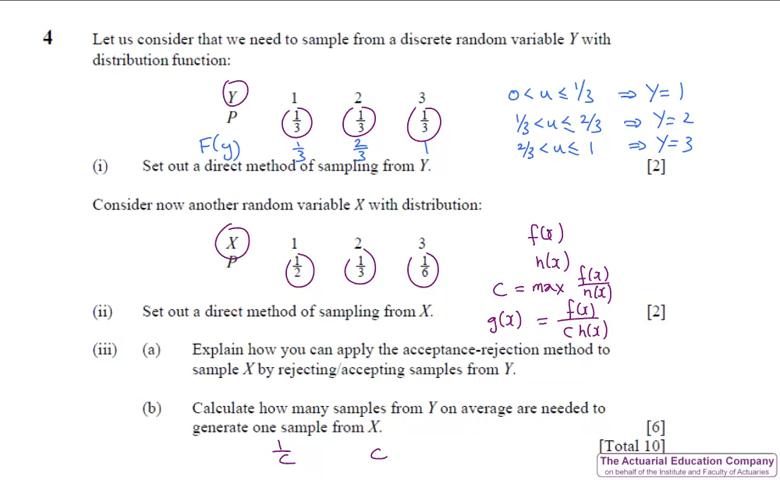 4 Let us consider that we need to sample from a discrete random variable Y with
distribution function:
Y 1 2 3
P 1/3 1/3 1/3
F(y) 1/3 2/3 1
0 < u ≤ 1/3 ⇒ Y = 1
1/3 < u ≤ 2/3 ⇒ Y = 2
2/3 < u ≤ 1 ⇒ Y = 3
(i) Set out a direct method of sampling from Y. [2]
Consider now another random variable X with distribution:
X 1 2 3
P 1/2 1/3 1/6
f(x)
h(x)
C = max f(x)/h(x)
g(x) = f(x)/C h(x)
(ii) Set out a direct method of sampling from X. [2]
(iii) (a) Explain how you can apply the acceptance-rejection method to
sample X by rejecting/accepting samples from Y.
(b) Calculate how many samples from Y on average are needed to
generate one sample from X. [6]
1/C C
[Total 10]
The Actuarial Education Company
on behalf of the Institute and Faculty of Actuaries